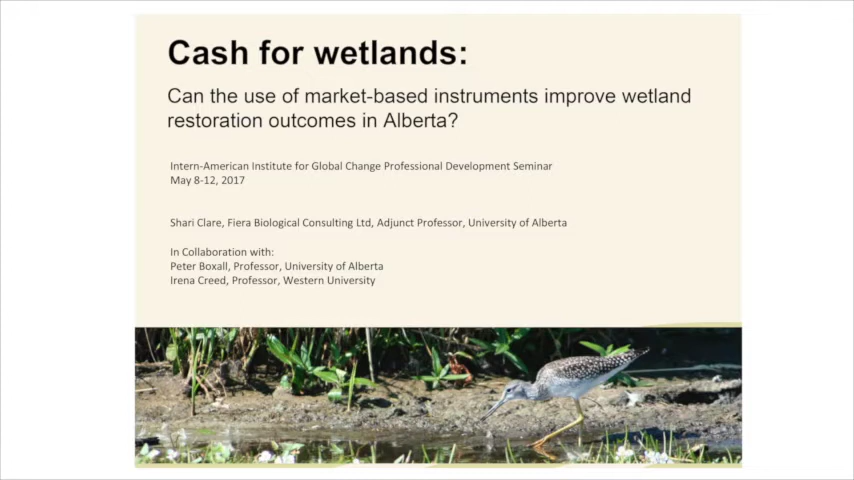 Cash for wetlands:
Can the use of market-based instruments improve wetland
restoration outcomes in Alberta?
Intern-American Institute for Global Change Professional Development Seminar
May 8-12, 2017
Shari Clare, Fiera Biological Consulting Ltd, Adjunct Professor, University of Alberta
In Collaboration with:
Peter Boxall, Professor, University of Alberta
Irena Creed, Professor, Western University